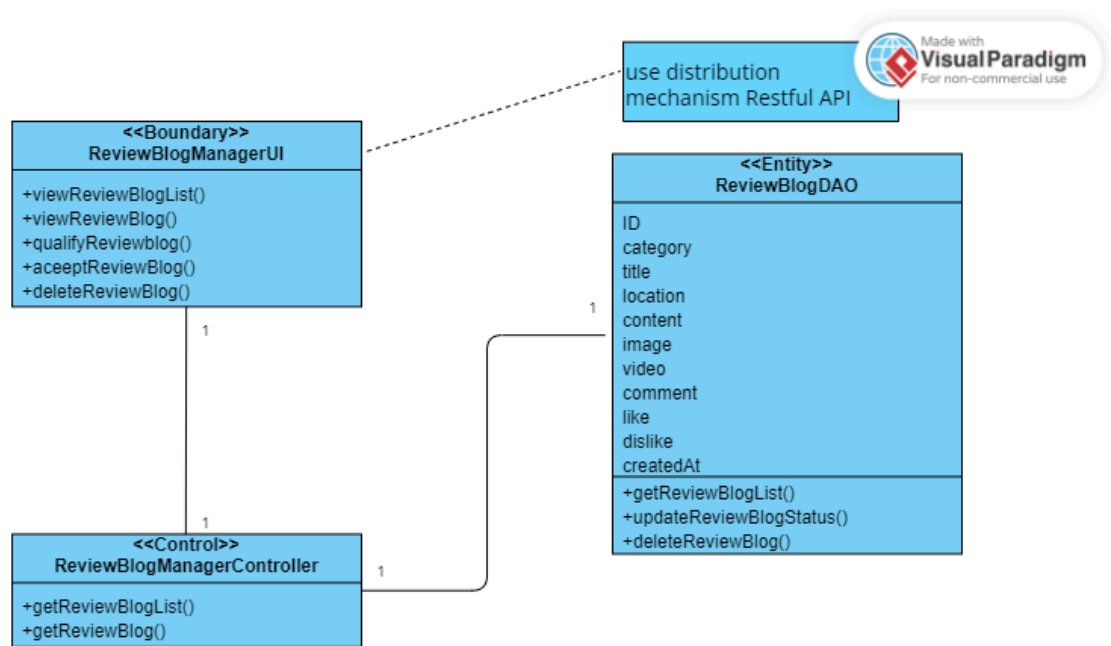 Made with
Visual Paradigm
For non-commercial use
use distribution
mechanism Restful API
<<Boundary>>
ReviewBlogManagerUI
+viewReviewBlogList()
+viewReviewBlog()
+qualifyReviewblog()
+aceeptReviewBlog()
+deleteReviewBlog()
1
1
<<Entity>>
ReviewBlogDAO
ID
category
title
location
content
image
video
comment
like
dislike
createdAt
+getReviewBlogList()
+updateReviewBlogStatus()
+deleteReviewBlog()
1
1
<<Control>>
ReviewBlogManagerController
+getReviewBlogList()
+getReviewBlog()